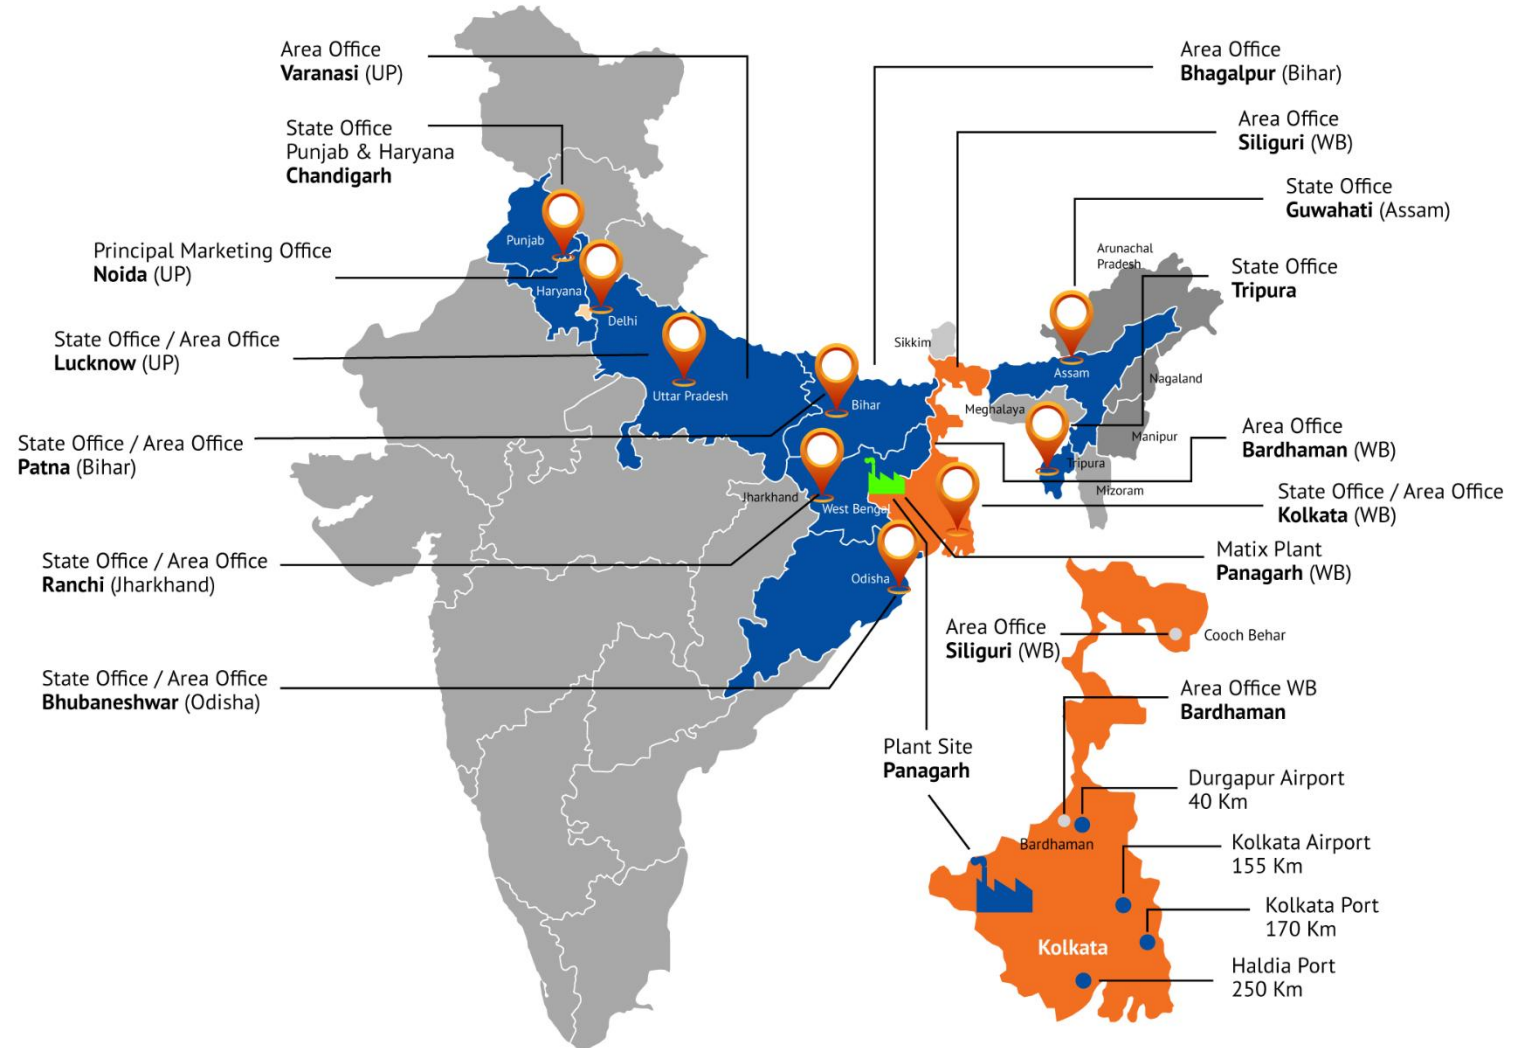 Area Office
Varanasi (UP)
State Office
Punjab & Haryana
Chandigarh
Principal Marketing Office
Noida (UP)
State Office / Area Office
Lucknow (UP)
State Office / Area Office
Patna (Bihar)
State Office / Area Office
Ranchi (Jharkhand)
State Office / Area Office
Bhubaneshwar (Odisha)
Punjab
Haryana
Delhi
Uttar Pradesh
Bihar
Jharkhand
West Bengal
Odisha
Sikkim
Arunachal
Pradesh
Assam
Nagaland
Meghalaya
Manipur
Tripura
Mizoram
Area Office
Bhagalpur (Bihar)
Area Office
Siliguri (WB)
State Office
Guwahati (Assam)
State Office
Tripura
Area Office
Bardhaman (WB)
State Office / Area Office
Kolkata (WB)
Matix Plant
Panagarh (WB)
Area Office
Siliguri (WB)
Cooch Behar
Area Office WB
Bardhaman
Plant Site
Panagarh
Durgapur Airport
40 Km
Bardhaman
Kolkata Airport
155 Km
Kolkata Port
170 Km
Kolkata
Haldia Port
250 Km